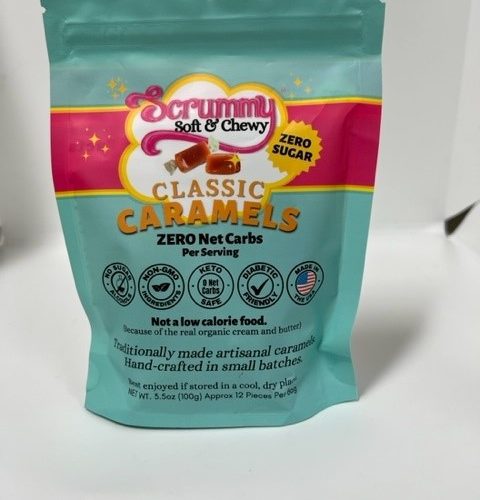 Scrummy
Soft & Chewy
ZERO
SUGAR
CLASSIC
CARAMELS
ZERO Net Carbs
Per Serving
NO SUGAR
NON-GMO
INGREDIENTS
KETO
0 Net
Carbs
SAFE
DIABETIC
FRIENDLY
MADE IN
THE USA
Not a low calorie food.
(because of the real organic cream and butter)
Traditionally made artisanal caramels.
Hand-crafted in small batches.
Best enjoyed if stored in a cool, dry place
NET WT. 3.5oz (100g) Approx 12 Pieces Per Bag